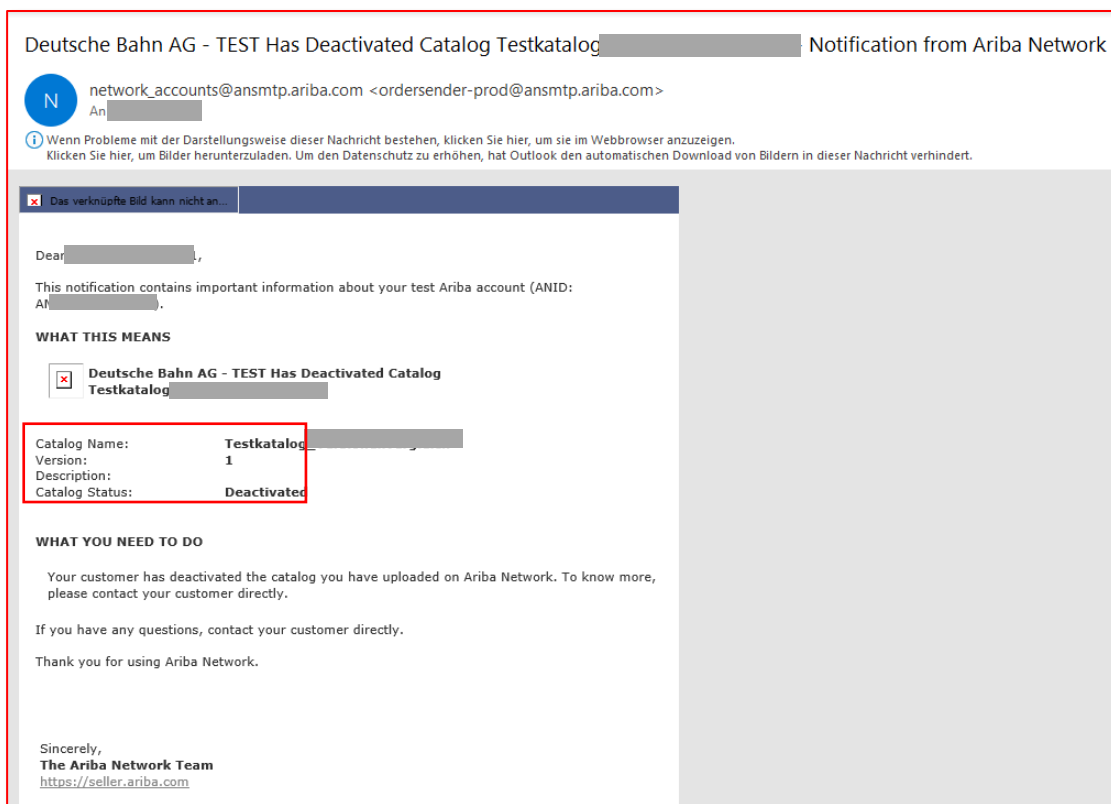 Deutsche Bahn AG - TEST Has Deactivated Catalog Testkatalog Notification from Ariba Network
N
network_accounts@ansmtp.ariba.com <ordersender-prod@ansmtp.ariba.com>
An
Wenn Probleme mit der Darstellungsweise dieser Nachricht bestehen, klicken Sie hier, um sie im Webbrowser anzuzeigen.
Klicken Sie hier, um Bilder herunterzuladen. Um den Datenschutz zu erhöhen, hat Outlook den automatischen Download von Bildern in dieser Nachricht verhindert.
Das verknüpfte Bild kann nicht an...
Dear ,
This notification contains important information about your test Ariba account (ANID:
).
WHAT THIS MEANS
Deutsche Bahn AG - TEST Has Deactivated Catalog
Testkatalog
Catalog Name: Testkatalog_
Version: 1
Description:
Catalog Status: Deactivated
WHAT YOU NEED TO DO
Your customer has deactivated the catalog you have uploaded on Ariba Network. To know more,
please contact your customer directly.
If you have any questions, contact your customer directly.
Thank you for using Ariba Network.
Sincerely,
The Ariba Network Team
https://seller.ariba.com